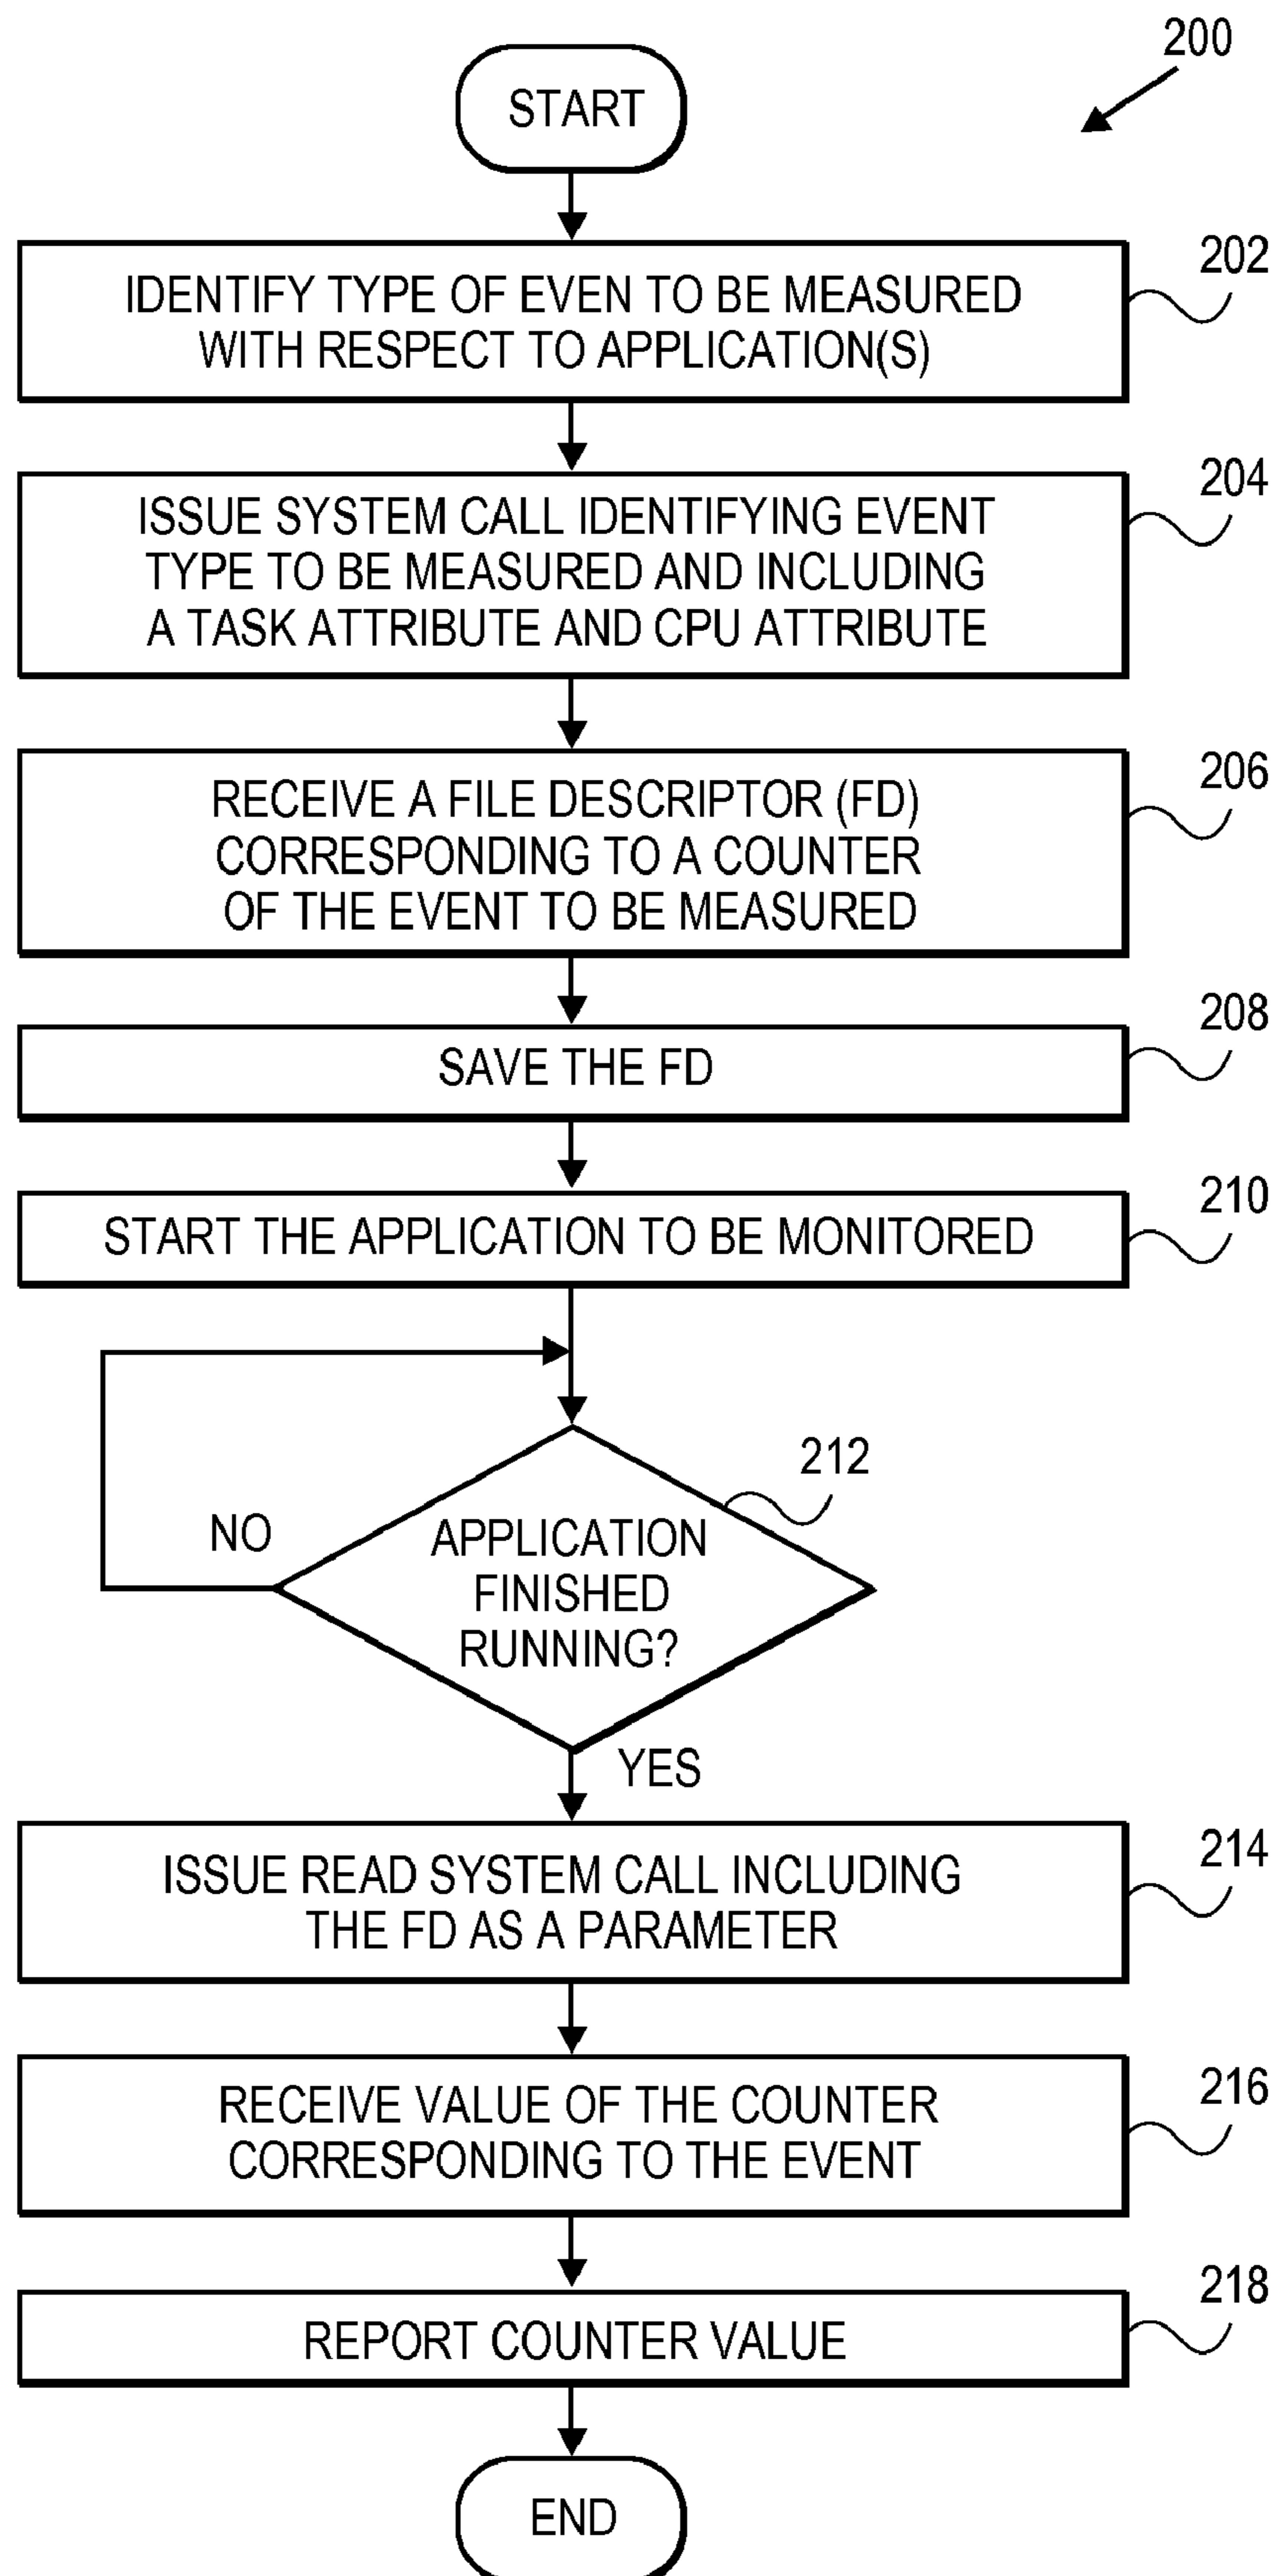 200
START
202
IDENTIFY TYPE OF EVEN TO BE MEASURED
WITH RESPECT TO APPLICATION(S)
204
ISSUE SYSTEM CALL IDENTIFYING EVENT
TYPE TO BE MEASURED AND INCLUDING
A TASK ATTRIBUTE AND CPU ATTRIBUTE
206
RECEIVE A FILE DESCRIPTOR (FD)
CORRESPONDING TO A COUNTER
OF THE EVENT TO BE MEASURED
208
SAVE THE FD
210
START THE APPLICATION TO BE MONITORED
212
NO
APPLICATION
FINISHED
RUNNING?
YES
214
ISSUE READ SYSTEM CALL INCLUDING
THE FD AS A PARAMETER
216
RECEIVE VALUE OF THE COUNTER
CORRESPONDING TO THE EVENT
218
REPORT COUNTER VALUE
END